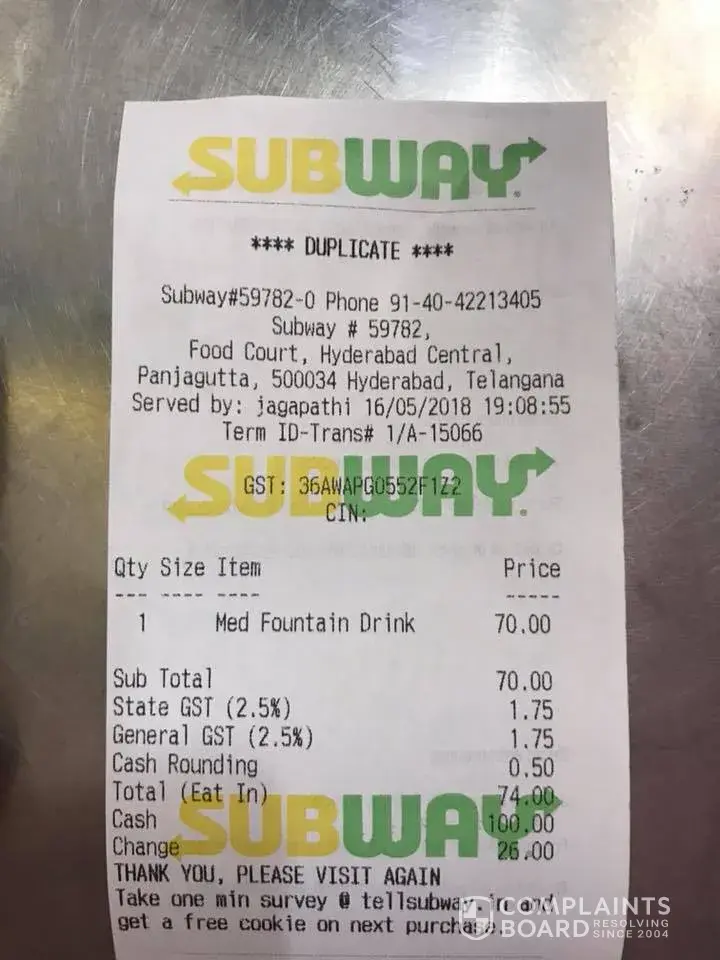 SUBWAY
**** DUPLICATE ****
Subway#59782-0 Phone 91-40-42213405
Subway # 59782,
Food Court, Hyderabad Central,
Panjagutta, 500034 Hyderabad, Telangana
Served by: jagapathi 16/05/2018 19:08:55
Term ID-Trans# 1/A-15066
SUBWAY
GST: 36AWAPG0552F1Z2
CIN:
Qty Size Item Price
--- ---- ---- -----
1 Med Fountain Drink 70.00
Sub Total 70.00
State GST (2.5%) 1.75
General GST (2.5%) 1.75
Cash Rounding 0.50
Total (Eat In) 74.00
SUBWAY
Cash 100.00
Change 26.00
THANK YOU, PLEASE VISIT AGAIN
Take one min survey @ tellsubway.in and
get a free cookie on next purchase.
COMPLAINTS
BOARD RESOLVING
SINCE 2004